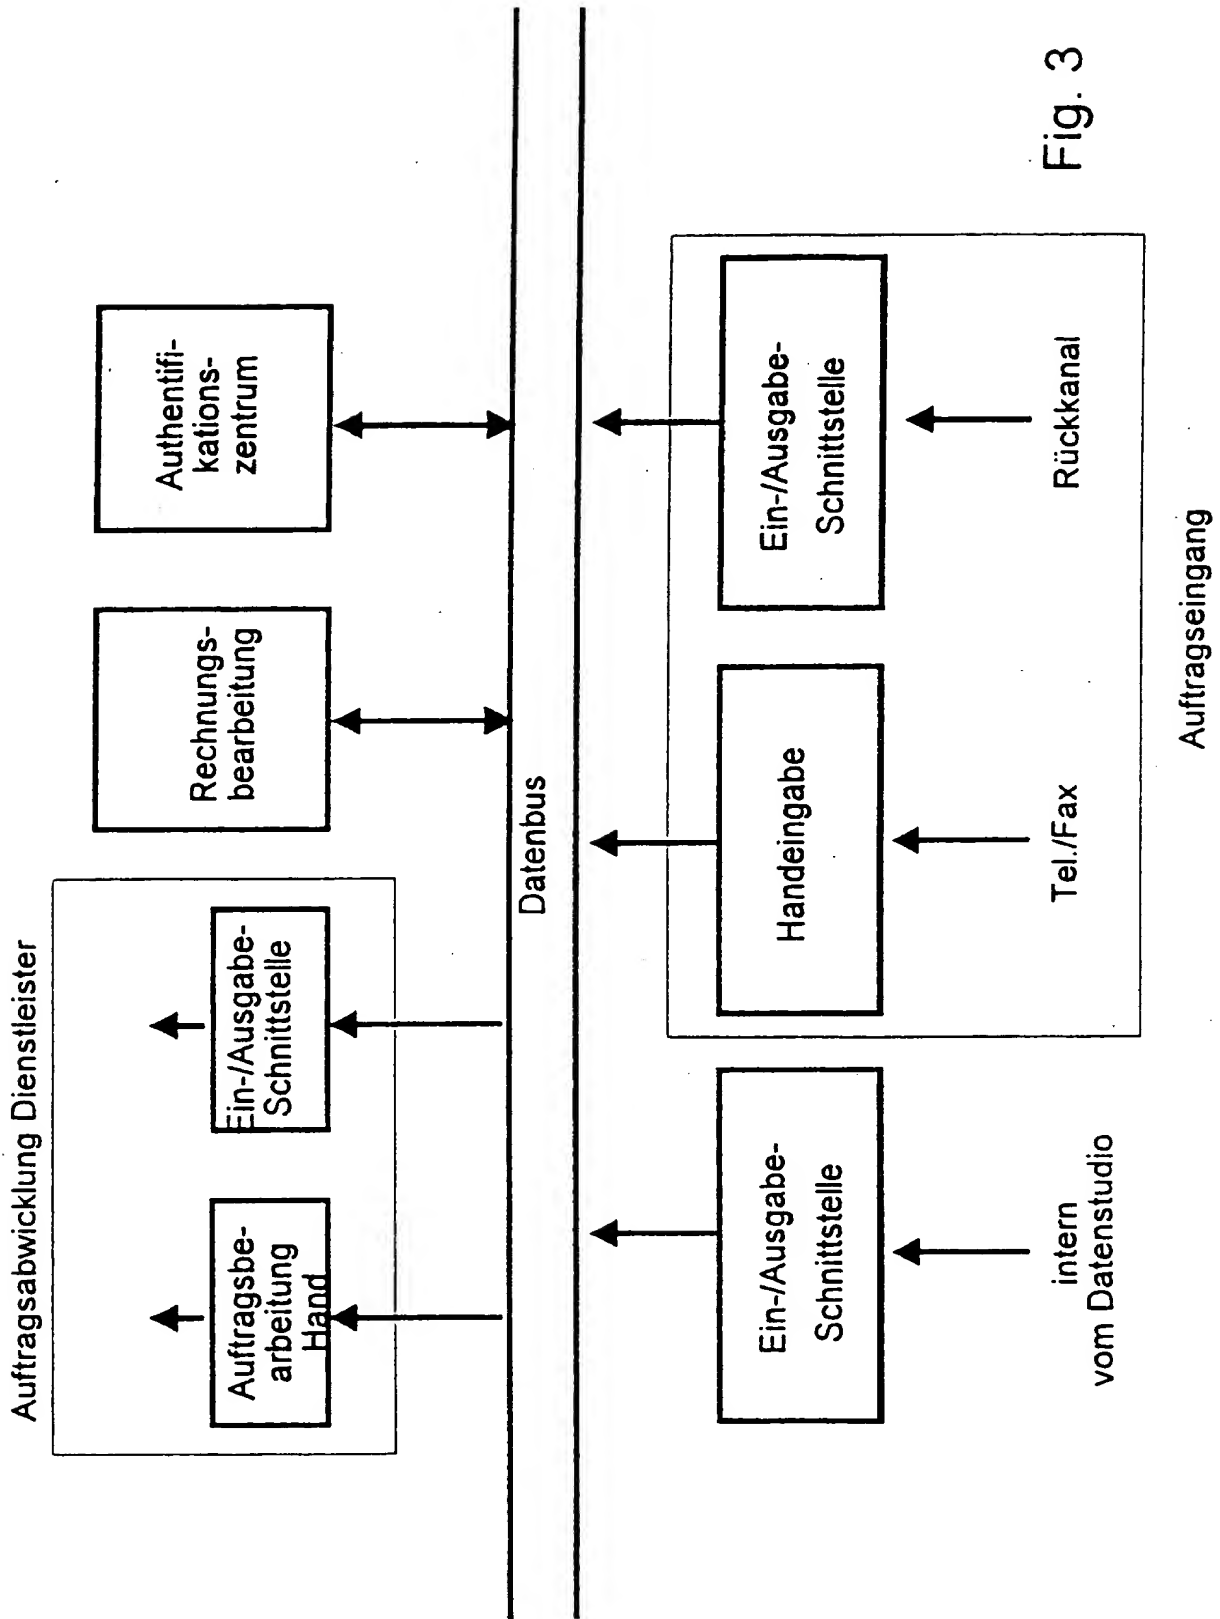 Auftragsabwicklung Dienstleister
Auftragsbe-
arbeitung
Hand
Ein-/Ausgabe-
Schnittstelle
Rechnungs-
bearbeitung
Authentifi-
kations-
zentrum
Datenbus
Ein-/Ausgabe-
Schnittstelle
Handeingabe
Ein-/Ausgabe-
Schnittstelle
intern
vom Datenstudio
Tel./Fax
Rückkanal
Auftragseingang
Fig. 3